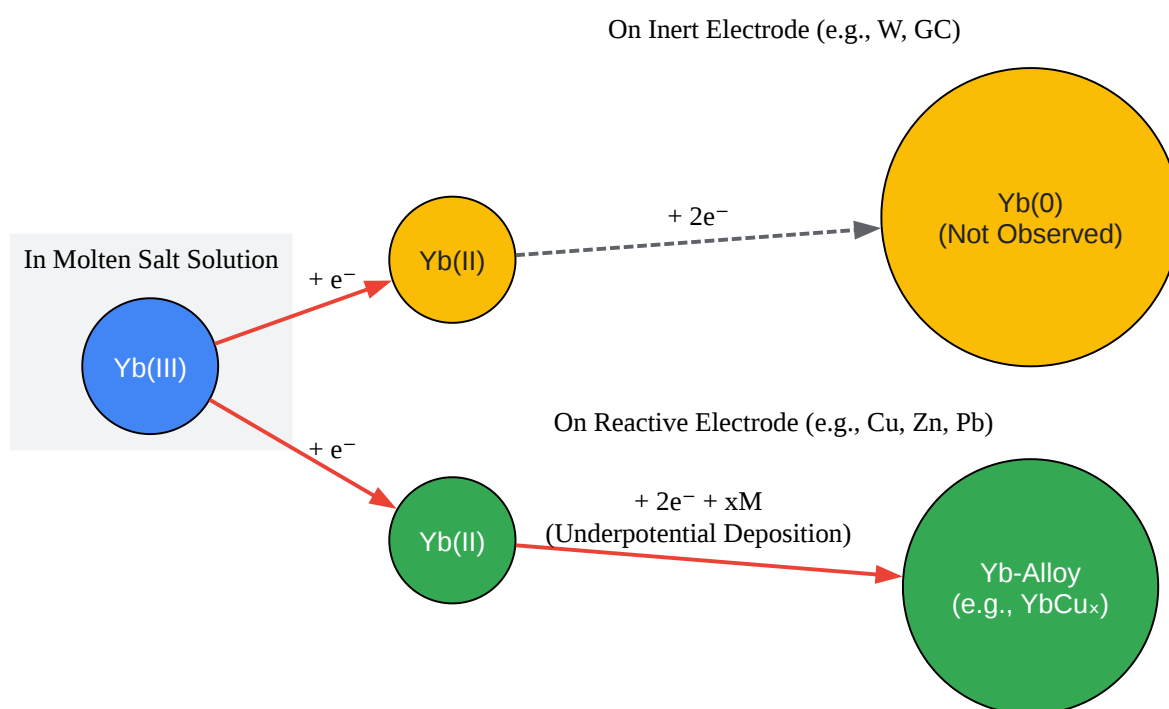 On Inert Electrode (e.g., W, GC)
Yb(0)
(Not Observed)
+ 2e⁻
Yb(II)
In Molten Salt Solution
+ e⁻
Yb(III)
On Reactive Electrode (e.g., Cu, Zn, Pb)
+ e⁻
+ 2e⁻ + xM
(Underpotential Deposition)
Yb(II)
Yb-Alloy
(e.g., YbCuₓ)